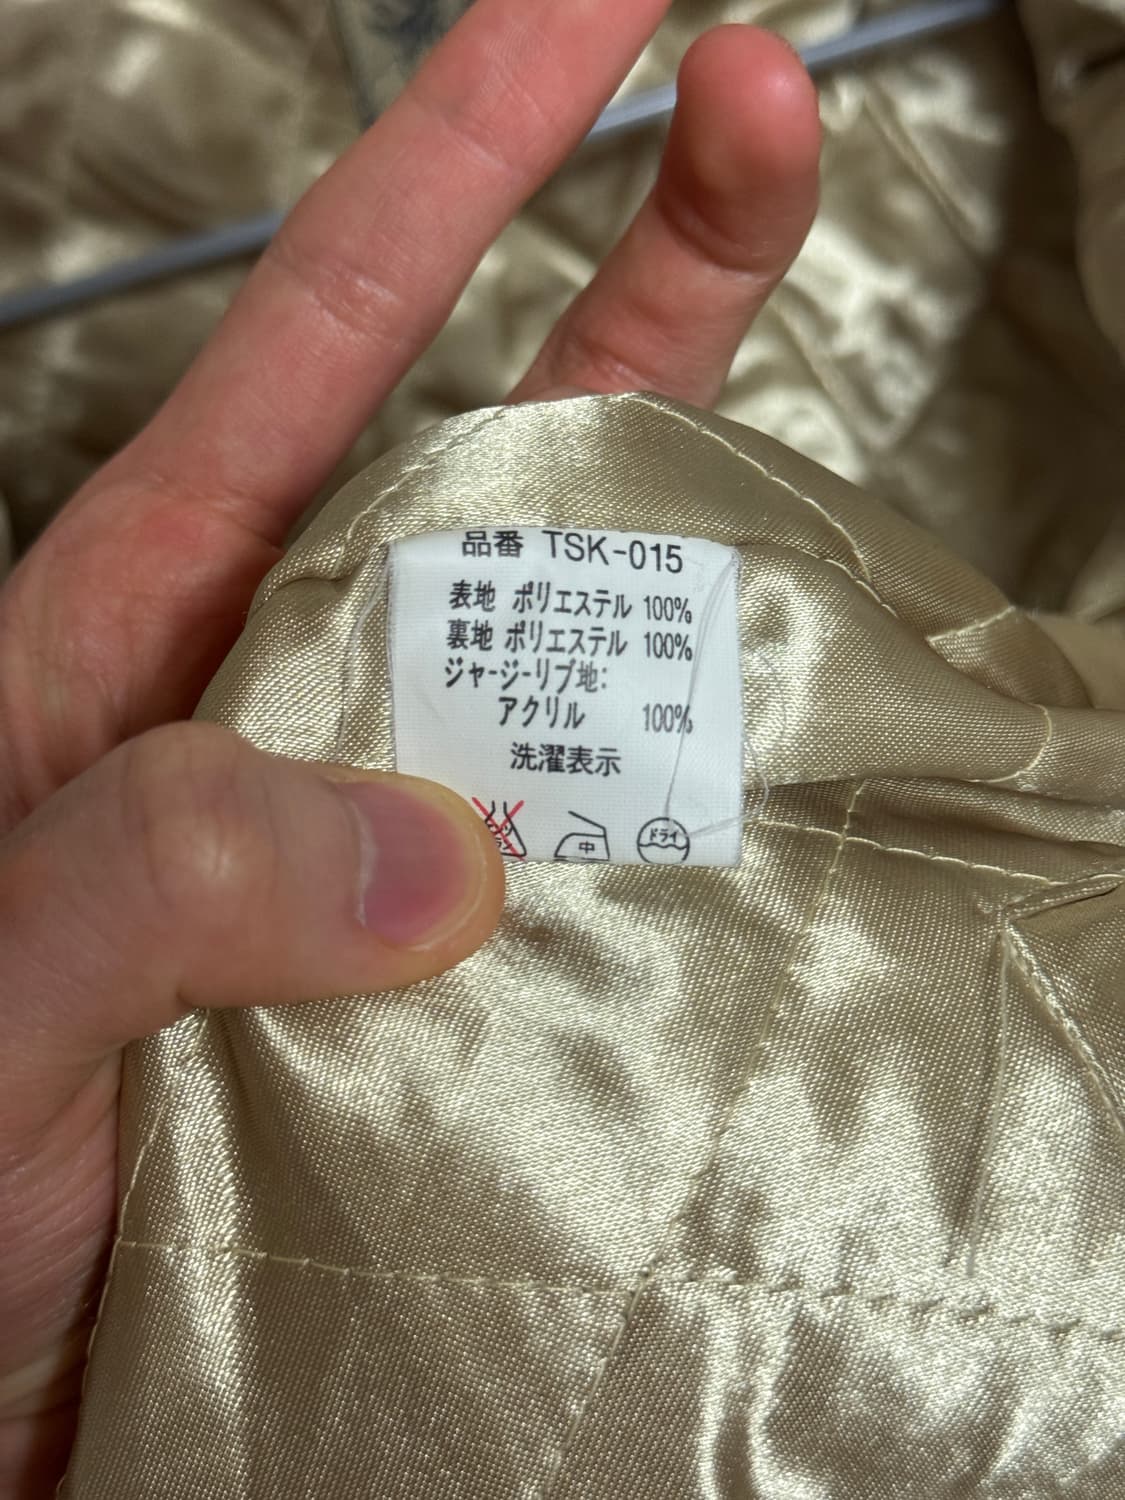 品番 TSK-015
表地 ポリエステル 100%
裏地 ポリエステル 100%
ジャージーリブ地:
アクリル 100%
洗濯表示
中 ドライ